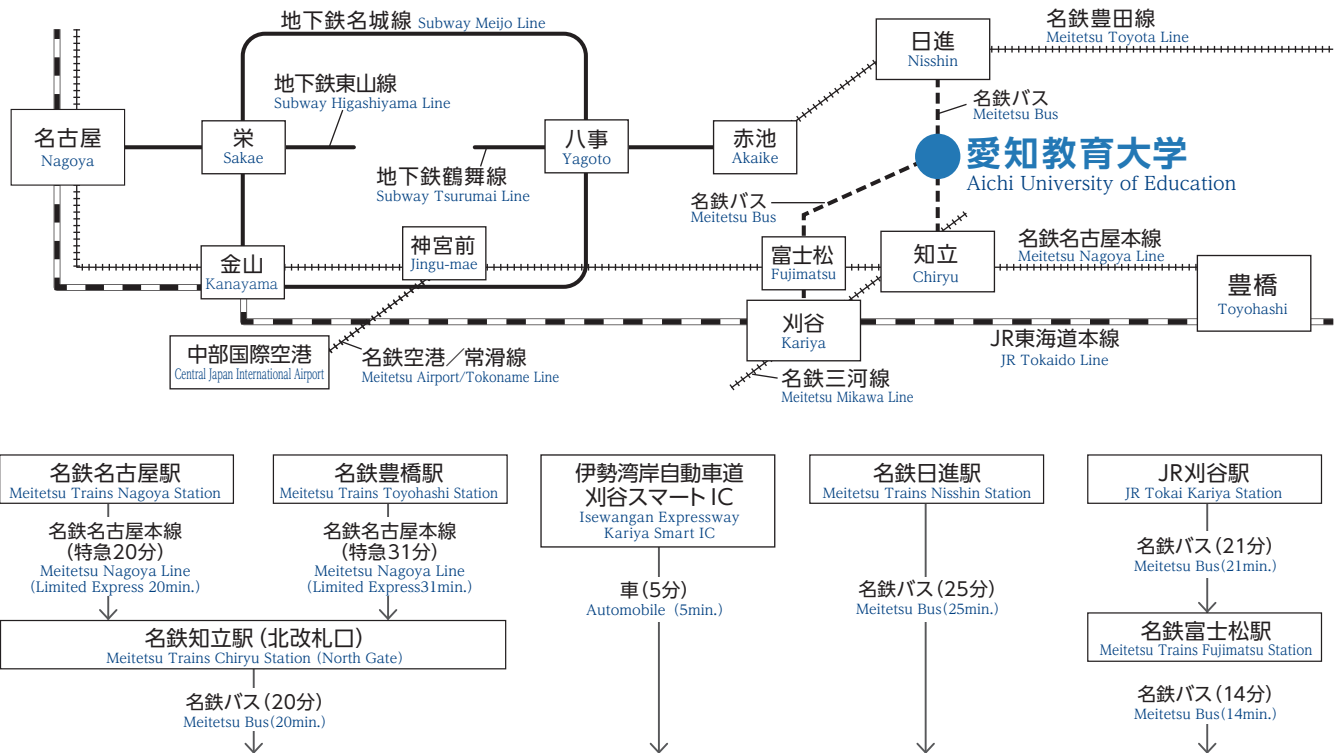 地下鉄名城線 Subway Meijo Line
名鉄豊田線
Meitetsu Toyota Line
日進
Nisshin
地下鉄東山線
Subway Higashiyama Line
名鉄バス
Meitetsu Bus
名古屋
Nagoya
栄
Sakae
八事
Yagoto
赤池
Akaike
愛知教育大学
Aichi University of Education
地下鉄鶴舞線
Subway Tsurumai Line
名鉄バス
Meitetsu Bus
金山
Kanayama
神宮前
Jingu-mae
富士松
Fujimatsu
知立
Chiryu
名鉄名古屋本線
Meitetsu Nagoya Line
豊橋
Toyohashi
刈谷
Kariya
JR東海道本線
JR Tokaido Line
中部国際空港
Central Japan International Airport
名鉄空港／常滑線
Meitetsu Airport/Tokoname Line
名鉄三河線
Meitetsu Mikawa Line
名鉄名古屋駅
Meitetsu Trains Nagoya Station
名鉄名古屋本線
(特急20分)
Meitetsu Nagoya Line
(Limited Express 20min.)
名鉄豊橋駅
Meitetsu Trains Toyohashi Station
名鉄名古屋本線
(特急31分)
Meitetsu Nagoya Line
(Limited Express31min.)
名鉄知立駅（北改札口）
Meitetsu Trains Chiryu Station (North Gate)
名鉄バス(20分)
Meitetsu Bus(20min.)
伊勢湾岸自動車道
刈谷スマートIC
Isewangan Expressway
Kariya Smart IC
車(5分)
Automobile (5min.)
名鉄日進駅
Meitetsu Trains Nisshin Station
名鉄バス(25分)
Meitetsu Bus(25min.)
JR刈谷駅
JR Tokai Kariya Station
名鉄バス(21分)
Meitetsu Bus(21min.)
名鉄富士松駅
Meitetsu Trains Fujimatsu Station
名鉄バス(14分)
Meitetsu Bus(14min.)